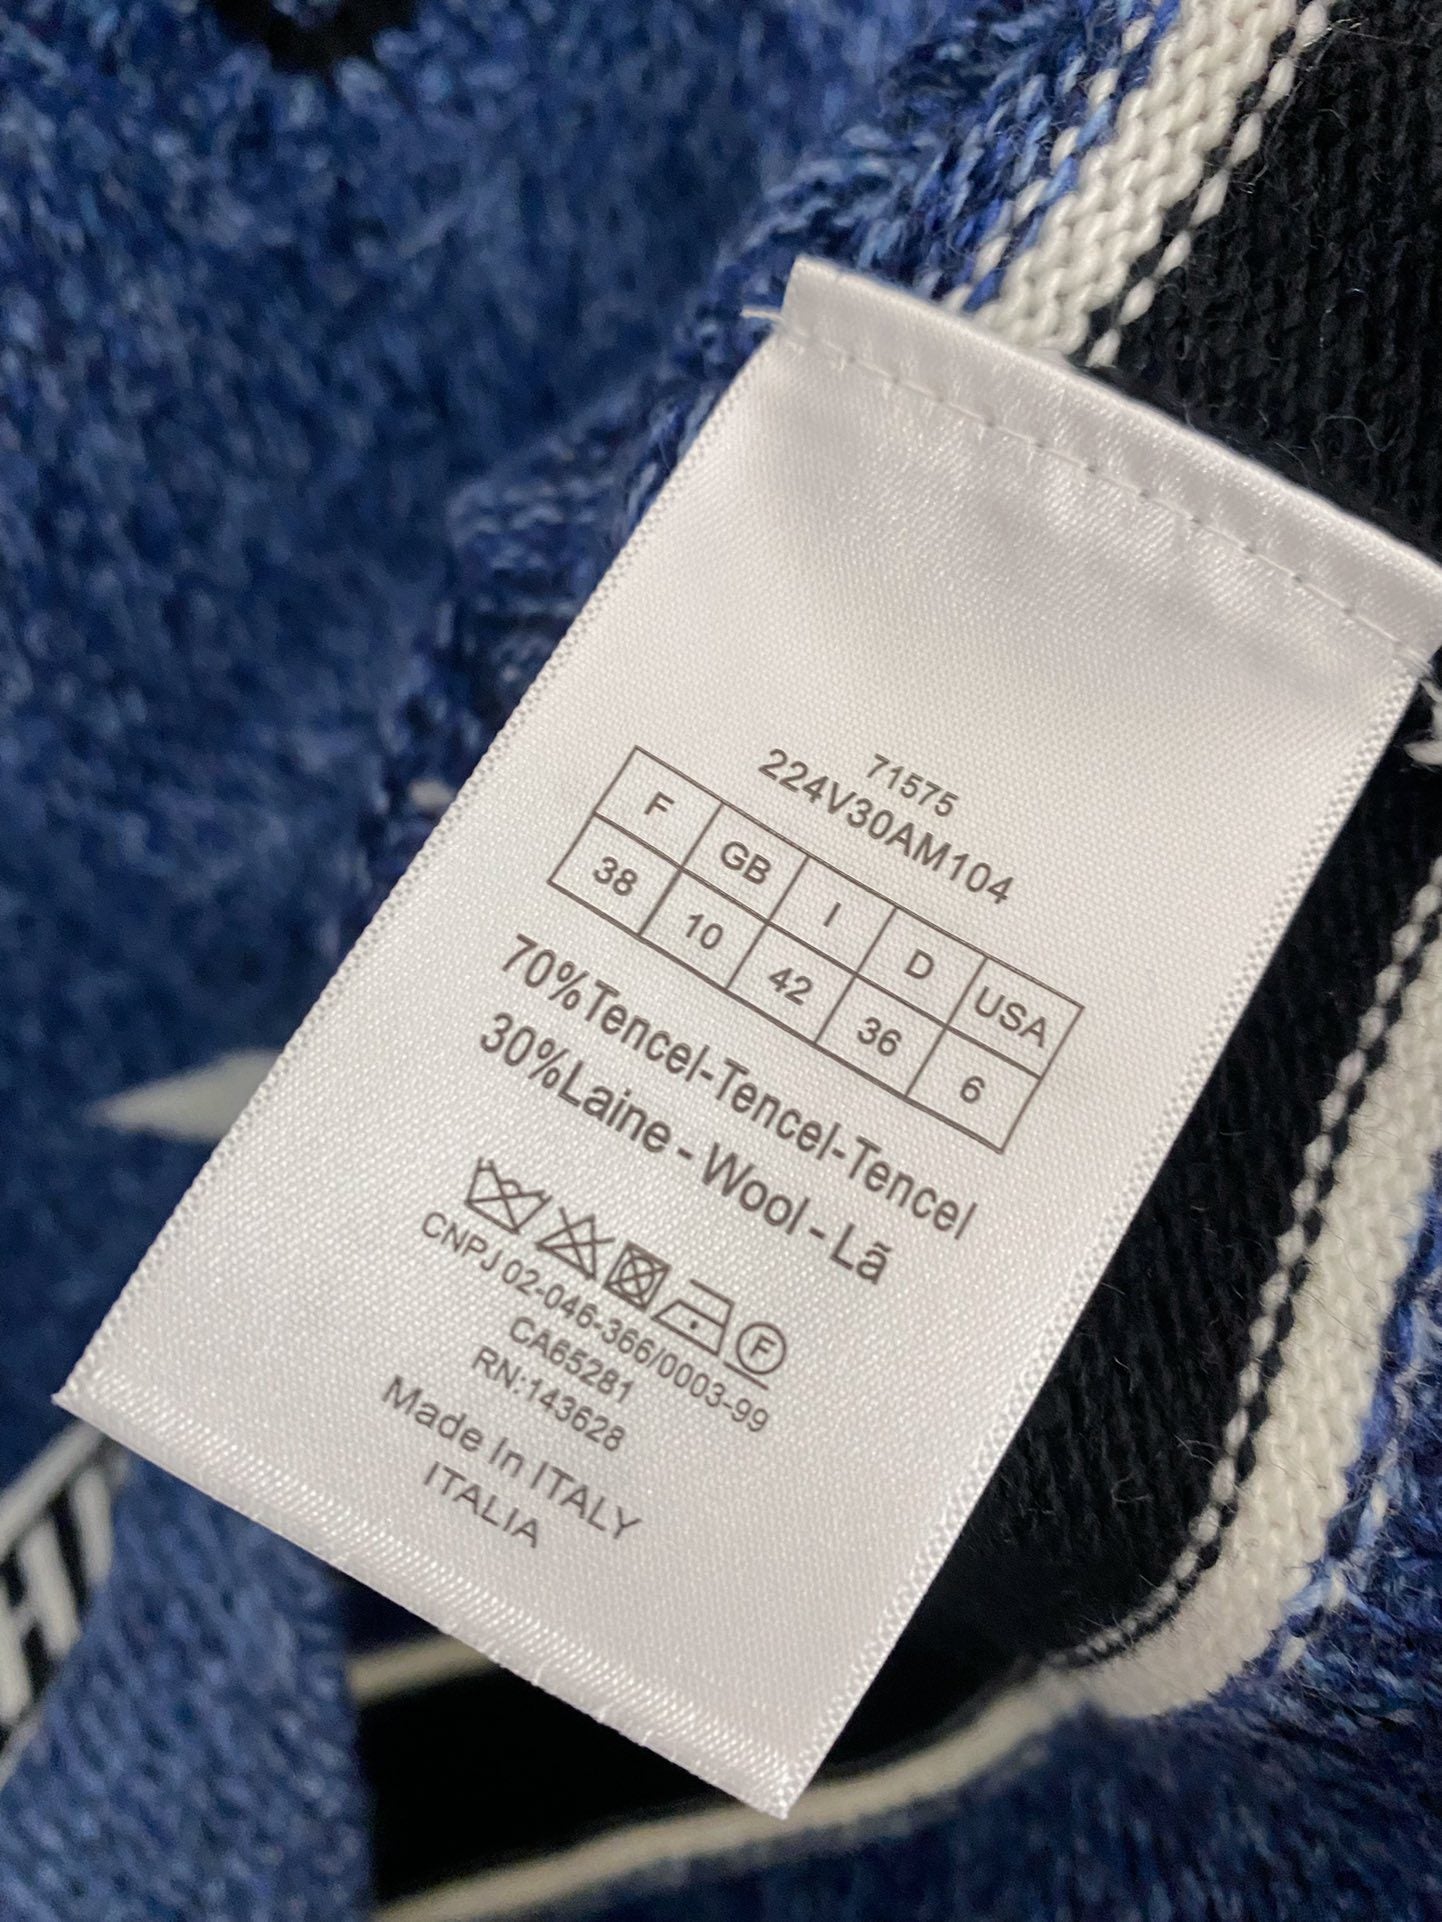 71575
224V30AM104
F GB I D USA
38 10 42 36 6
70%Tencel-Tencel-Tencel
30%Laine - Wool - Lã
F
CNPJ 02-046-366/0003-99
CA65281
RN:143628
Made In ITALY
ITALIA